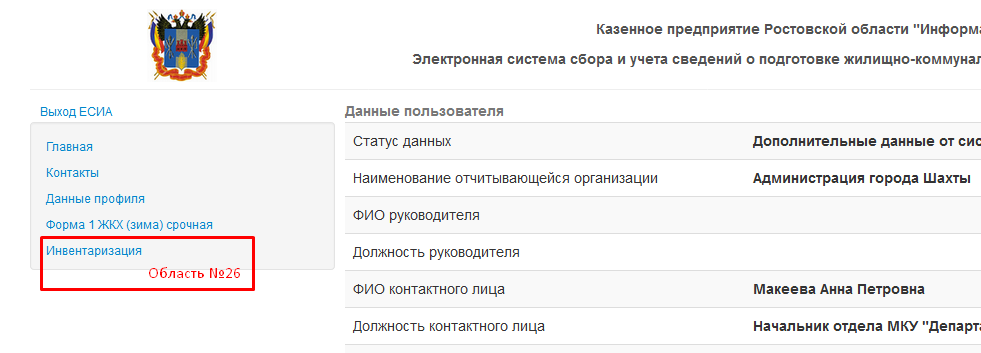 Казенное предприятие Ростовской области "Информа
Электронная система сбора и учета сведений о подготовке жилищно-коммунал
Выход ЕСИА
Главная
Контакты
Данные профиля
Форма 1 ЖКХ (зима) срочная
Инвентаризация
Область №26
Данные пользователя
Статус данных Дополнительные данные от сис
Наименование отчитывающейся организации Администрация города Шахты
ФИО руководителя
Должность руководителя
ФИО контактного лица Макеева Анна Петровна
Должность контактного лица Начальник отдела МКУ "Департа